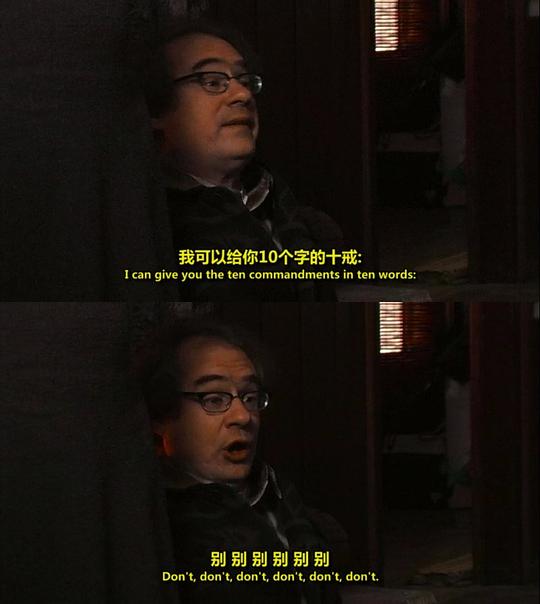 我可以给你10个字的十戒:
I can give you the ten commandments in ten words:
别 别 别 别 别 别
Don't, don't, don't, don't, don't, don't.